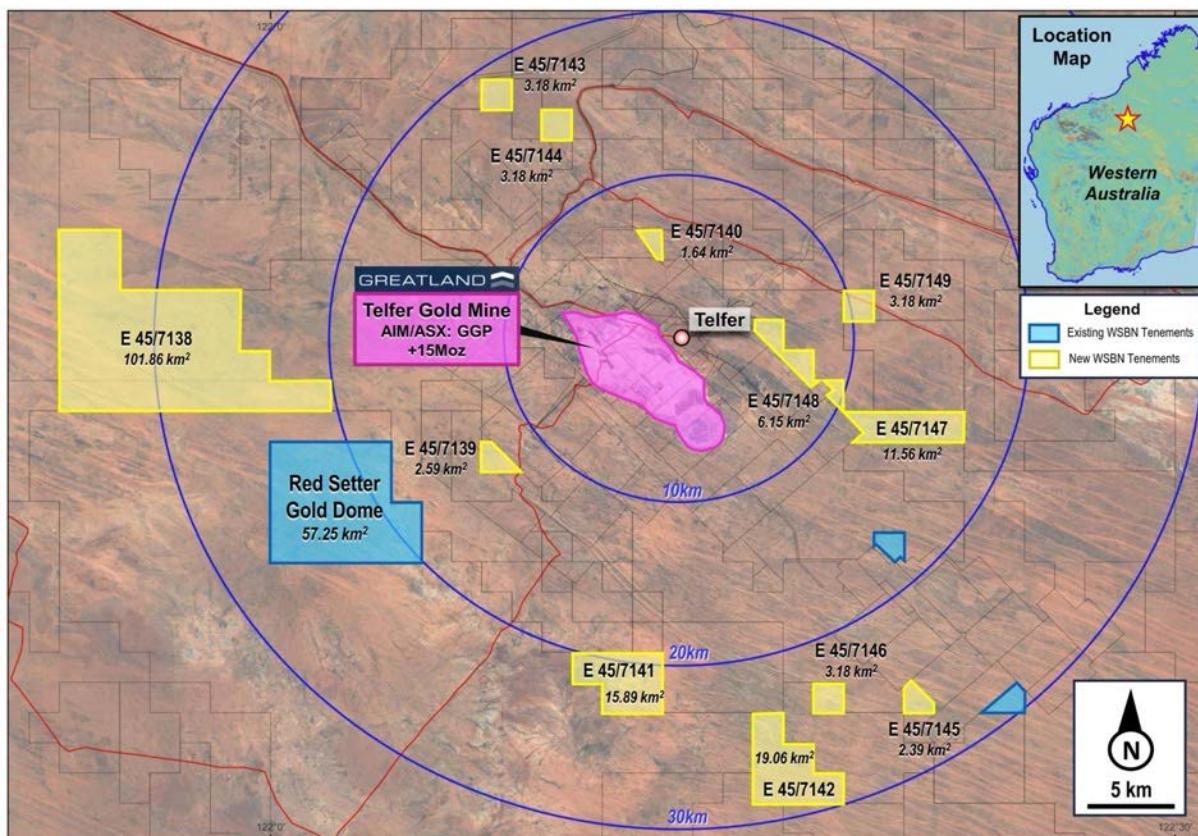 122°0'
E 45/7143
3.18 km²
E 45/7144
3.18 km²
Location
Map
Western
Australia
E 45/7140
1.64 km²
GREATLAND
Telfer Gold Mine
AIM/ASX: GGP
+15Moz
Telfer
E 45/7149
3.18 km²
Legend
Existing WSBN Tenements
New WSBN Tenements
E 45/7138
101.86 km²
E 45/7148
6.15 km²
E 45/7147
11.56 km²
E 45/7139
2.59 km²
Red Setter
Gold Dome
57.25 km²
10km
20km
E 45/7141
15.89 km²
E 45/7146
3.18 km²
E 45/7145
2.39 km²
19.06 km²
E 45/7142
30km
N
5 km
122°0'
122°30'